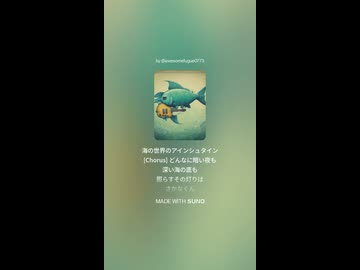 by @awesomefugue0773
海の世界のアインシュタイン
[Chorus] どんなに暗い夜も
深い海の底も
照らすその灯りは
さかなくん
MADE WITH SUNO